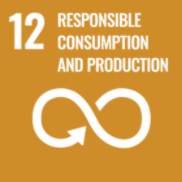 12 RESPONSIBLE
CONSUMPTION
AND PRODUCTION